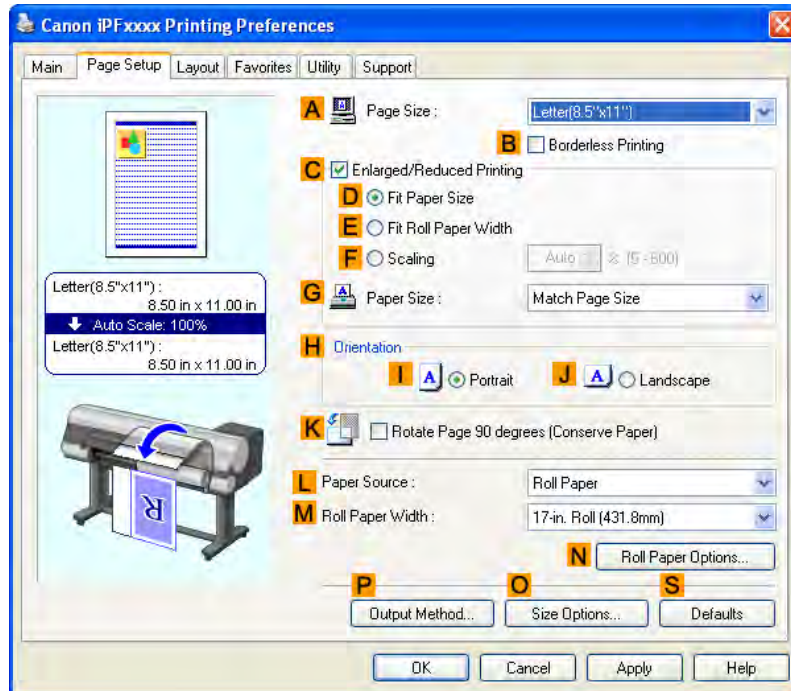 Canon iPFxxxx Printing Preferences
Main Page Setup Layout Favorites Utility Support
A Page Size : Letter(8.5"x11")
B Borderless Printing
C Enlarged/Reduced Printing
D Fit Paper Size
E Fit Roll Paper Width
F Scaling Auto % (5 - 600)
G Paper Size : Match Page Size
Letter(8.5"x11") :
8.50 in x 11.00 in
Auto Scale: 100%
Letter(8.5"x11") :
8.50 in x 11.00 in
H Orientation
I A Portrait J A Landscape
K Rotate Page 90 degrees (Conserve Paper)
R
L Paper Source : Roll Paper
M Roll Paper Width : 17-in. Roll (431.8mm)
N Roll Paper Options...
P O S
Output Method... Size Options... Defaults
OK Cancel Apply Help